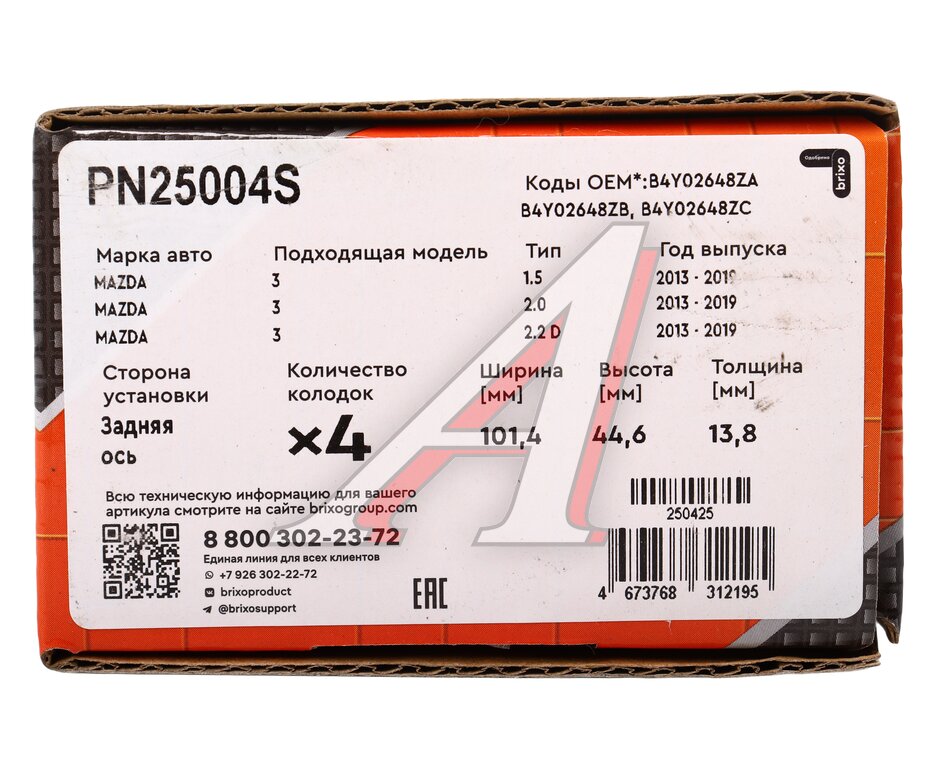 PN25004S
Коды OEM*:B4Y02648ZA
B4Y02648ZB, B4Y02648ZC
Одобрено
brixo
Марка авто Подходящая модель Тип Год выпуска
MAZDA 3 1.5 2013 - 2019
MAZDA 3 2.0 2013 - 2019
MAZDA 3 2.2 D 2013 - 2019
Сторона установки
Задняя ось
Количество колодок
×4
Ширина [мм]
101,4
Высота [мм]
44,6
Толщина [мм]
13,8
Всю техническую информацию для вашего
артикула смотрите на сайте brixogroup.com
8 800 302-23-72
Единая линия для всех клиентов
+7 926 302-22-72
brixoproduct
@brixosupport
EAC
250425
4 673768 312195